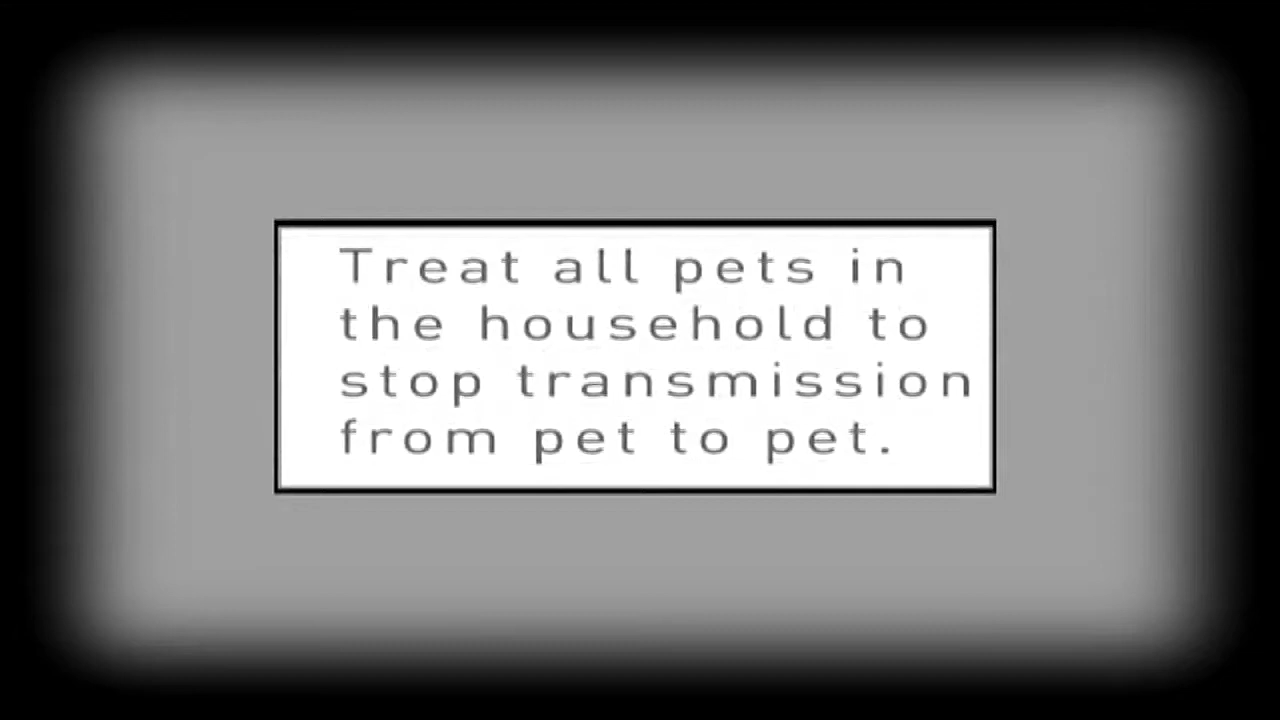 Treat all pets in
the household to
stop transmission
from pet to pet.